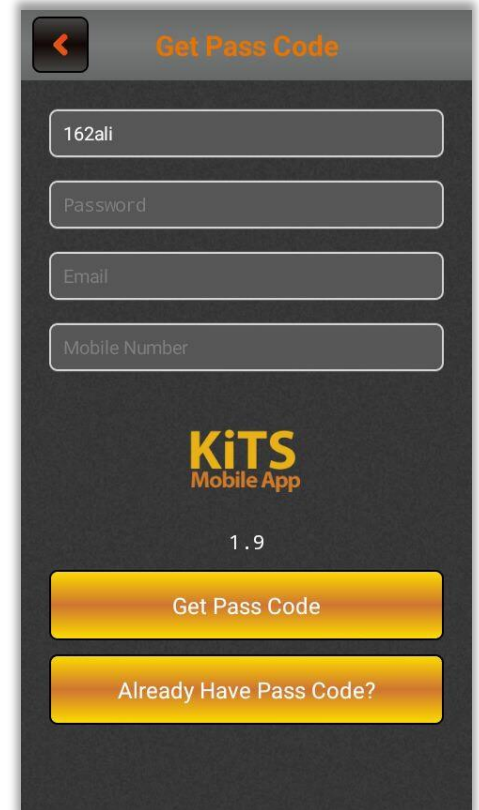 Get Pass Code
162ali
Password
Email
Mobile Number
KiTS
Mobile App
1.9
Get Pass Code
Already Have Pass Code?